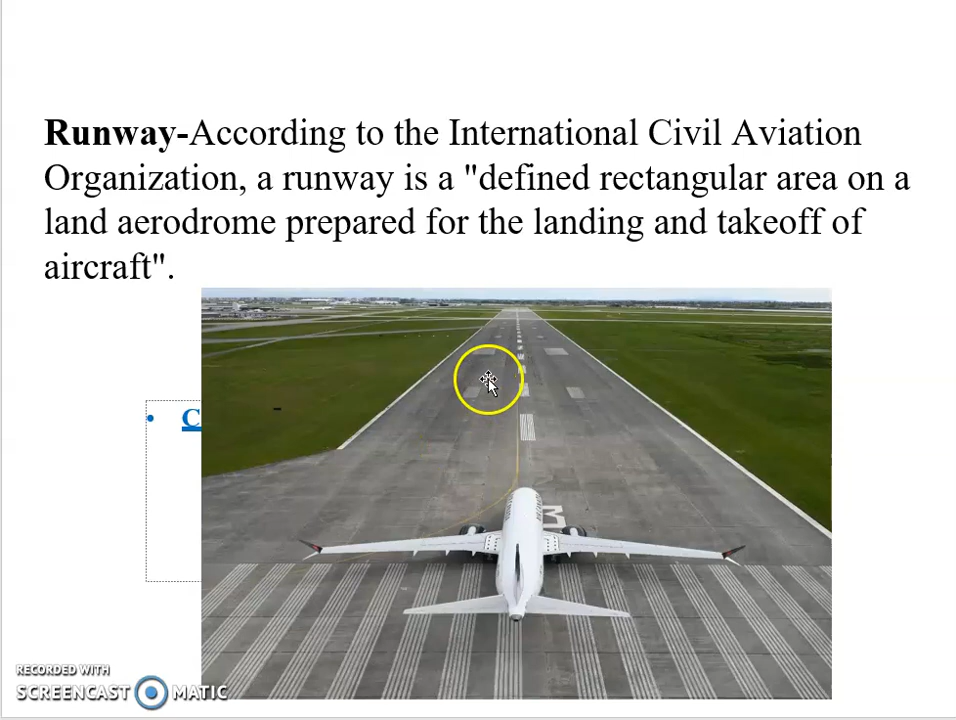 Runway-According to the International Civil Aviation
Organization, a runway is a "defined rectangular area on a
land aerodrome prepared for the landing and takeoff of
aircraft".
• C
RECORDED WITH
SCREENCAST MATIC